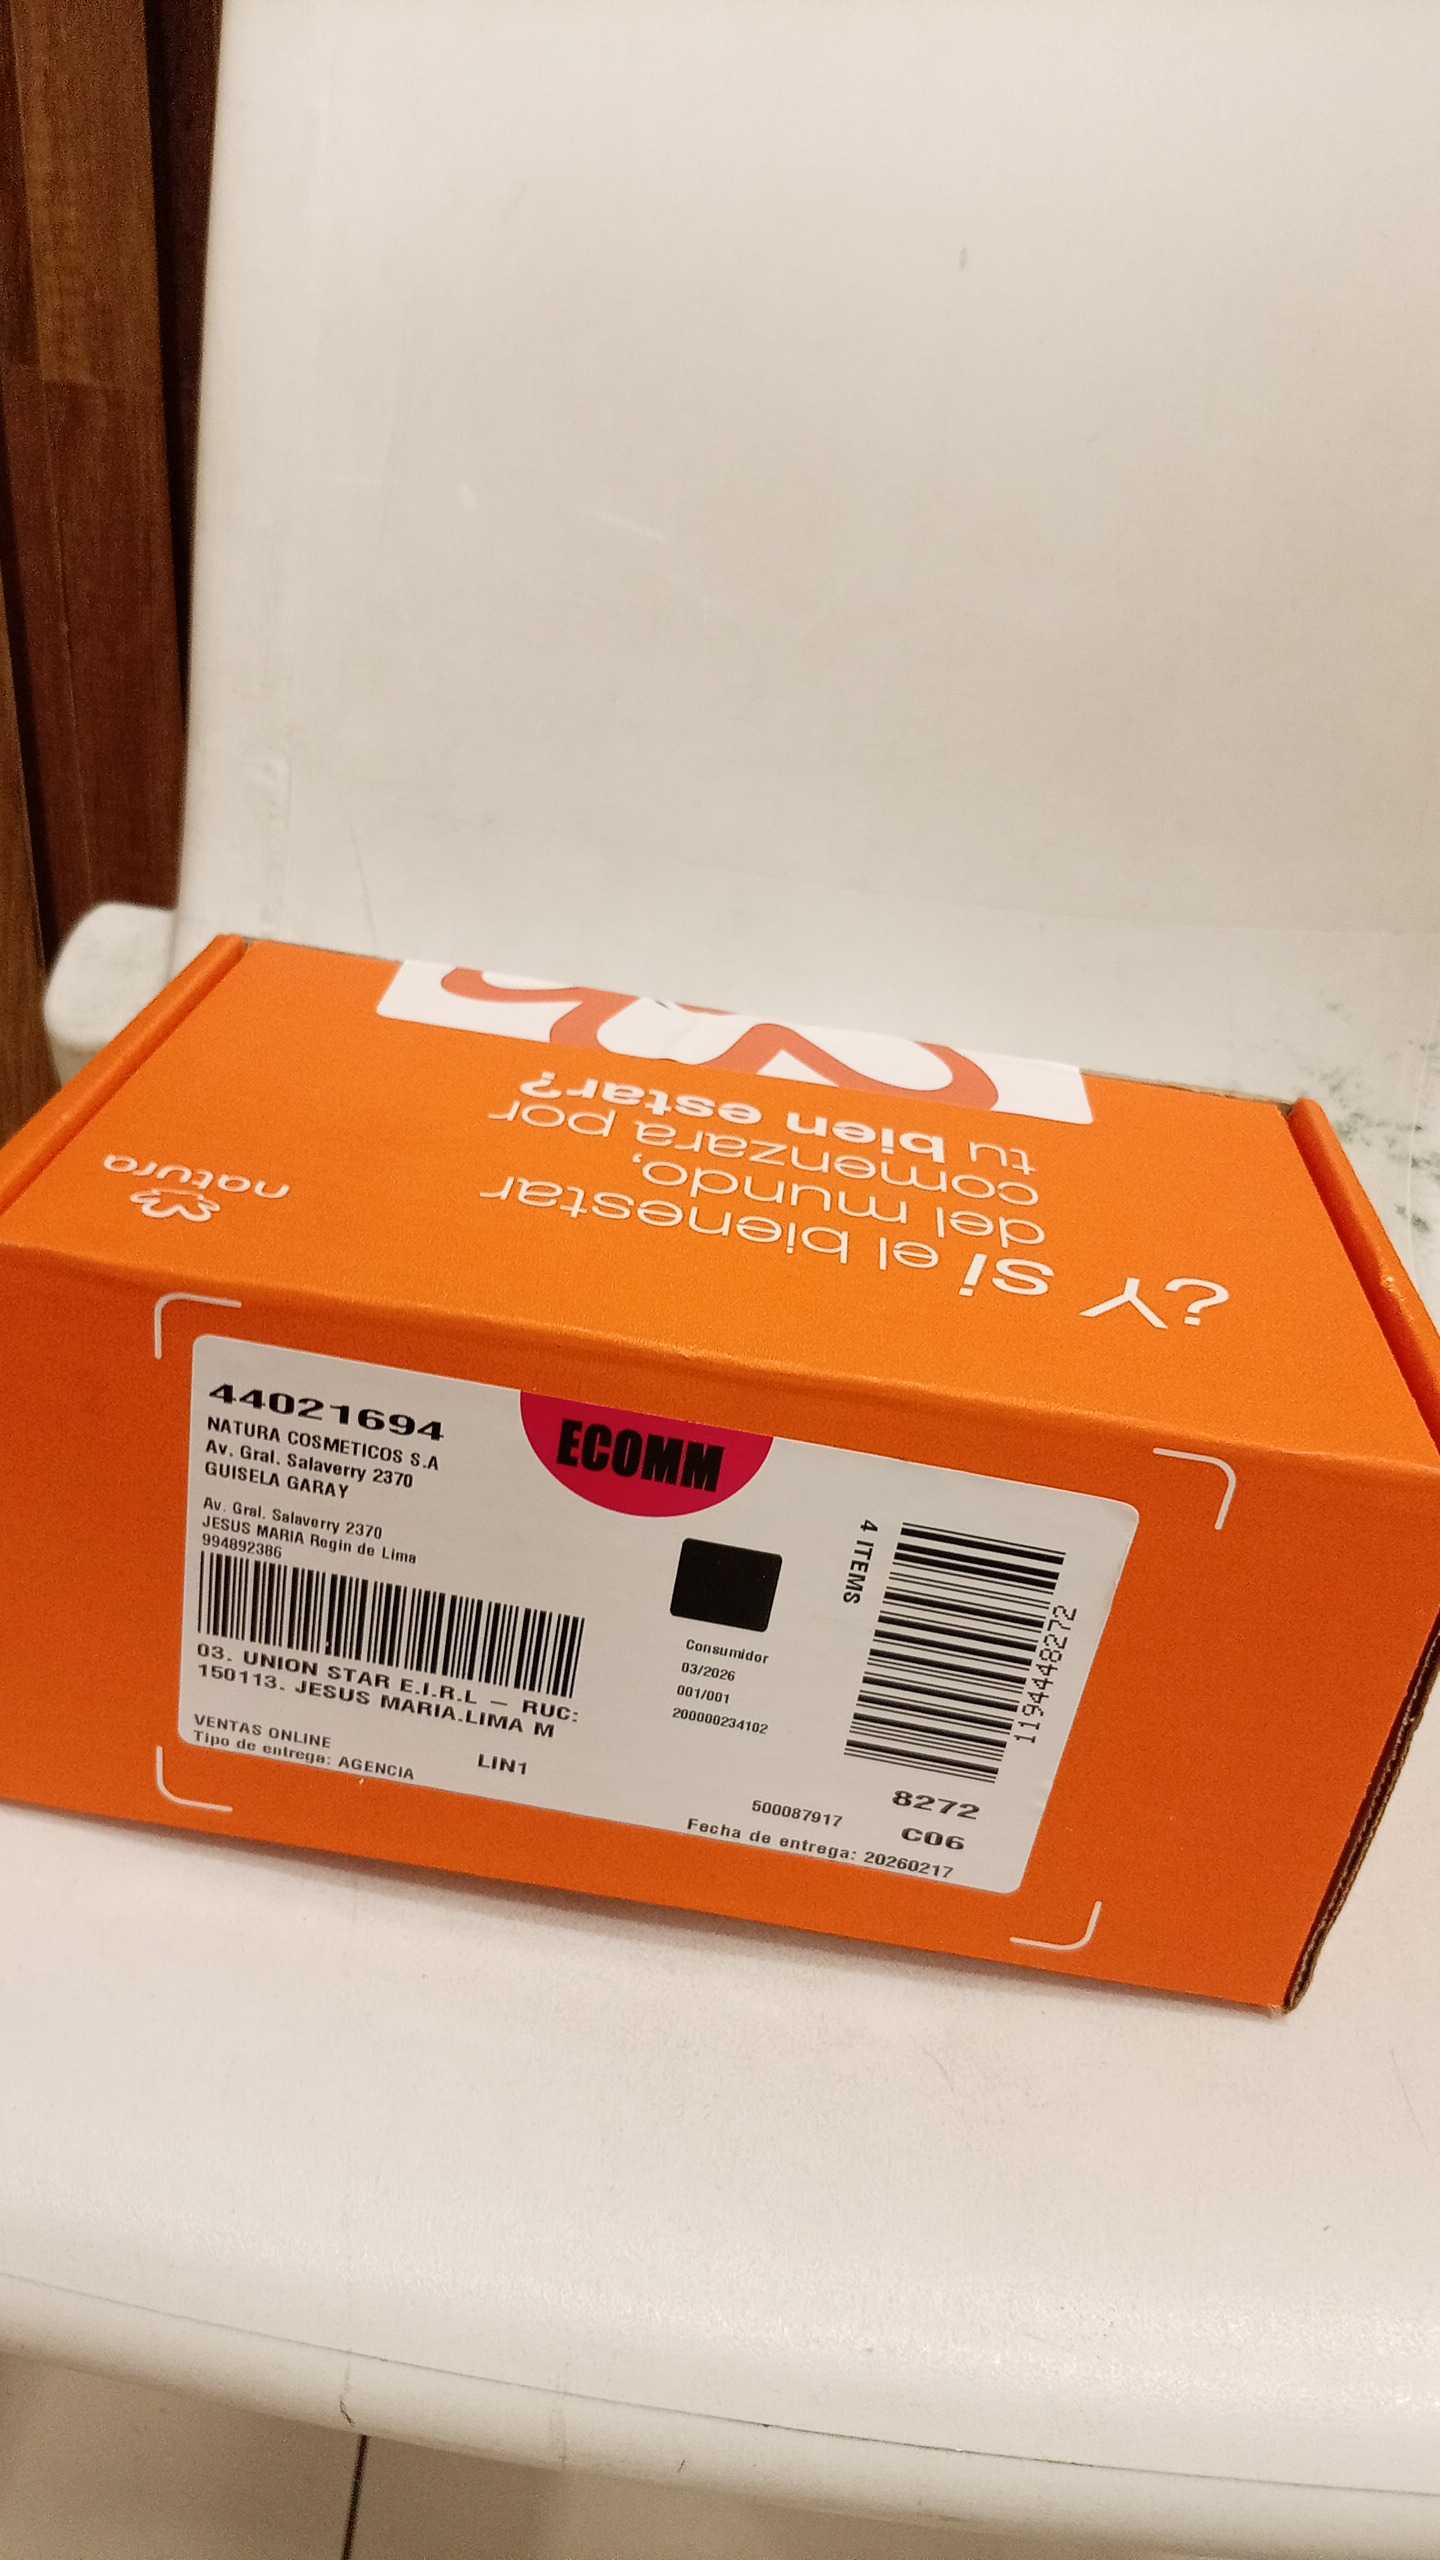 ¿Y si el bienestar
del mundo,
comenzara por
tu bien estar?
natura
44021694
NATURA COSMETICOS S.A
Av. Gral. Salaverry 2370
GUISELA GARAY
Av. Gral. Salaverry 2370
JESUS MARIA Regin de Lima
994892386
03. UNION STAR E.I.R.L – RUC:
150113. JESUS MARIA.LIMA M
VENTAS ONLINE
LIN1
Tipo de entrega: AGENCIA
ECOMM
Consumidor
03/2026
001/001
200000234102
4 ITEMS
1194448272
8272
500087917
C06
Fecha de entrega: 20260217